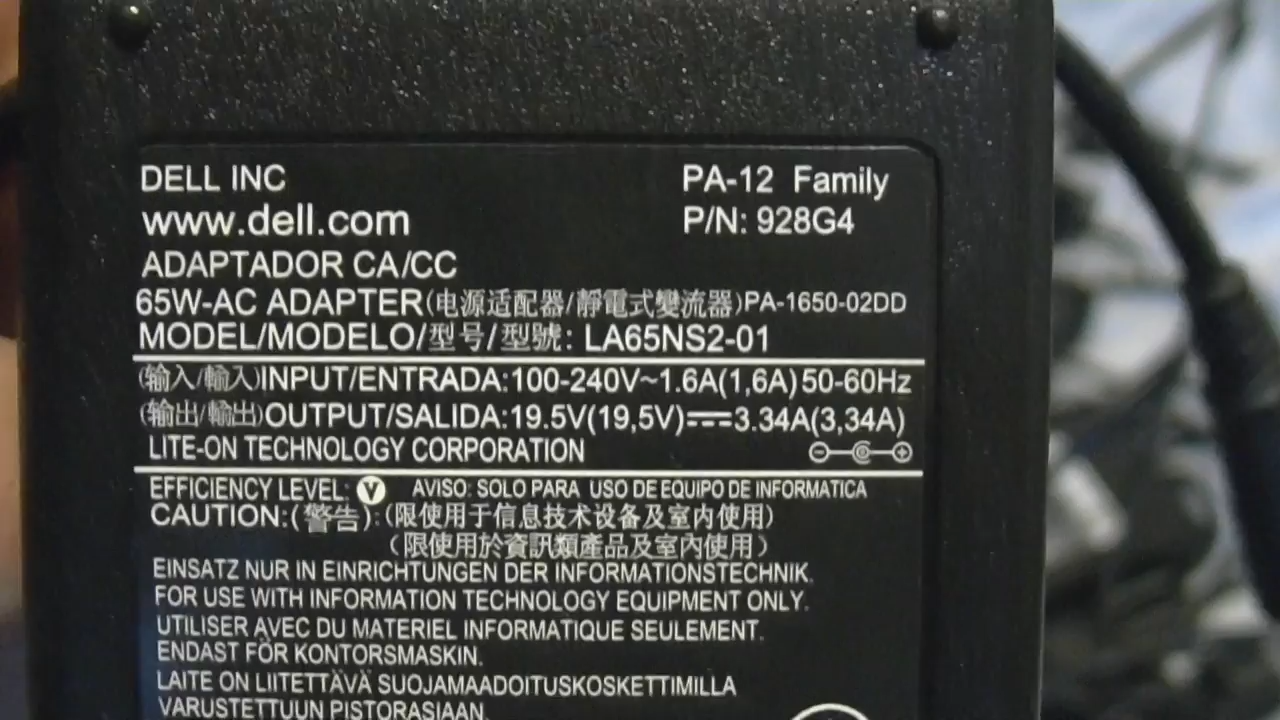 DELL INC
PA-12 Family
www.dell.com
P/N: 928G4
ADAPTADOR CA/CC
65W-AC ADAPTER(电源适配器/靜電式變流器)PA-1650-02DD
MODEL/MODELO/型号/型號: LA65NS2-01
(输入/輸入)INPUT/ENTRADA:100-240V~1.6A(1,6A)50-60Hz
(输出/輸出)OUTPUT/SALIDA:19.5V(19,5V)⎓3.34A(3,34A)
LITE-ON TECHNOLOGY CORPORATION
EFFICIENCY LEVEL: V AVISO: SOLO PARA USO DE EQUIPO DE INFORMATICA
CAUTION:(警告):(限使用于信息技术设备及室内使用)
(限使用於資訊類產品及室內使用)
EINSATZ NUR IN EINRICHTUNGEN DER INFORMATIONSTECHNIK.
FOR USE WITH INFORMATION TECHNOLOGY EQUIPMENT ONLY.
UTILISER AVEC DU MATERIEL INFORMATIQUE SEULEMENT.
ENDAST FÖR KONTORSMASKIN.
LAITE ON LIITETTÄVÄ SUOJAMAADOITUSKOSKETTIMILLA
VARUSTETTUUN PISTORASIAAN.